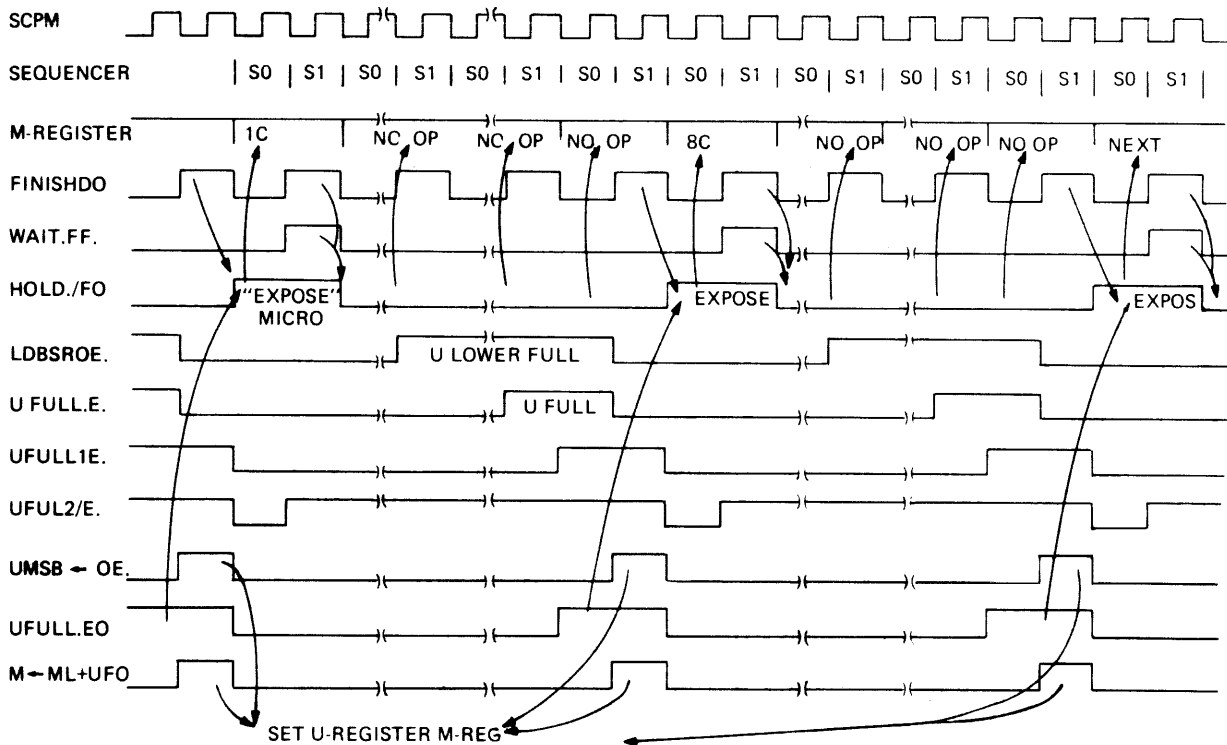 SCPM
SEQUENCER | S0 | S1 | S0 | S1 | S0 | S1 | S0 | S1 | S0 | S1 | S0 | S1 | S0 | S1 | S0 | S1 | S0 | S1
M-REGISTER 1C NC OP NC OP NO OP 8C NO OP NO OP NO OP NEXT
FINISHDO
WAIT.FF.
HOLD./FO "EXPOSE" EXPOSE EXPOS
MICRO
LDBSROE. U LOWER FULL
U FULL.E. U FULL
UFULL1E.
UFUL2/E.
UMSB ← OE.
UFULL.EO
M←ML+UFO
SET U-REGISTER M-REG